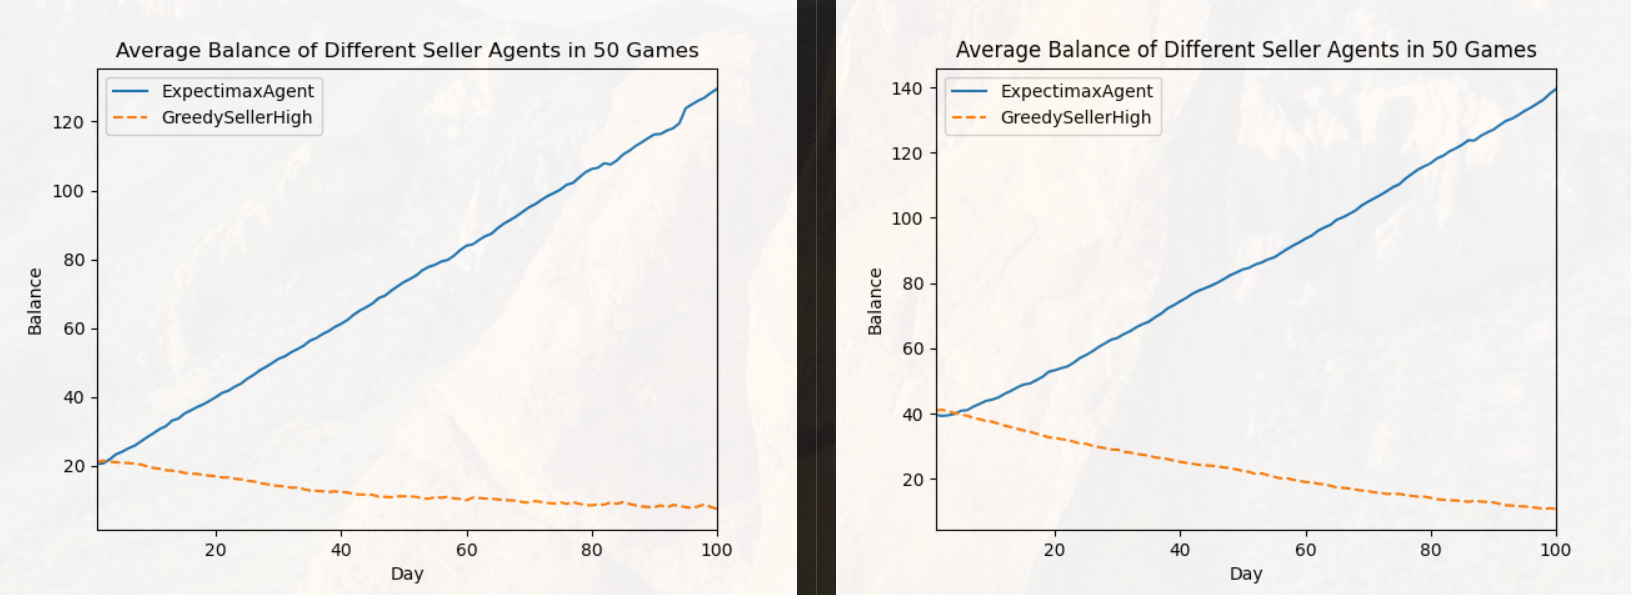 Average Balance of Different Seller Agents in 50 Games
ExpectimaxAgent
GreedySellerHigh
120
100
80
60
40
20
Balance
20 40 60 80 100
Day
Average Balance of Different Seller Agents in 50 Games
ExpectimaxAgent
GreedySellerHigh
140
120
100
80
60
40
20
Balance
20 40 60 80 100
Day